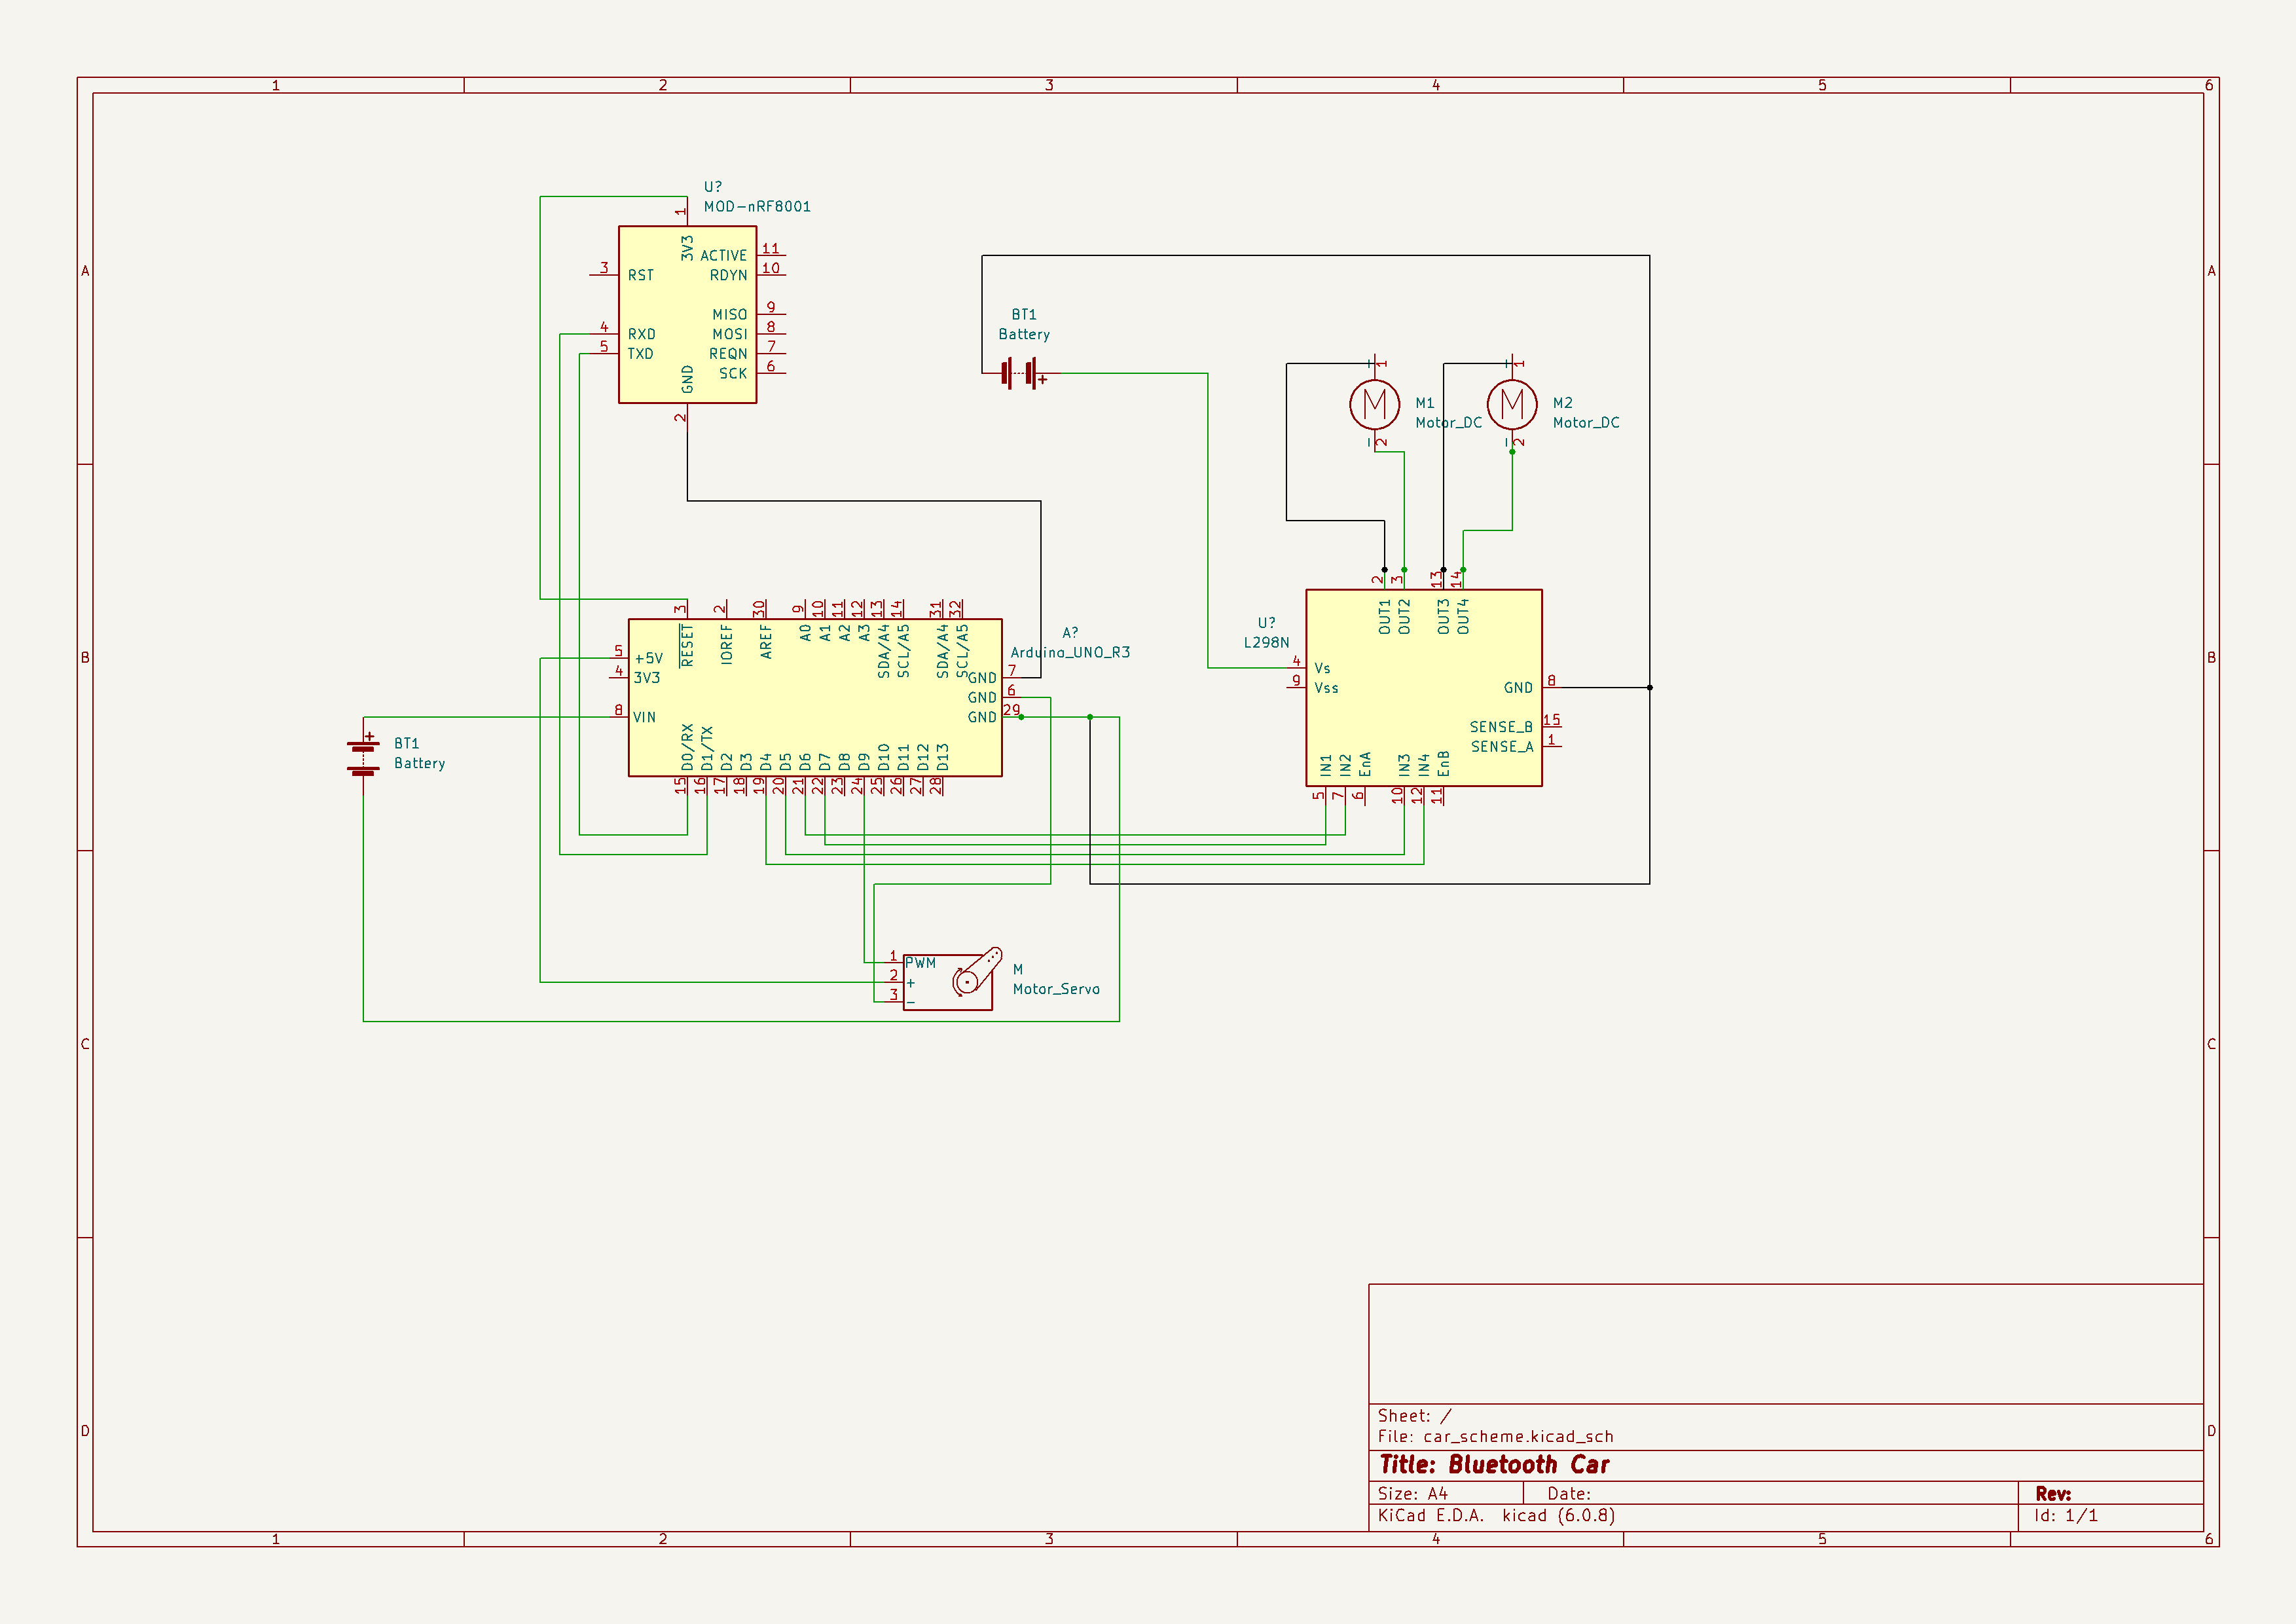 1 2 3 4 5 6
A
B
C
D
A
B
C
D
1 2 3 4 5 6
U?
MOD-nRF8001
1
3V3
ACTIVE 11
RDYN 10
3 RST
MISO 9
4 RXD
MOSI 8
5 TXD
REQN 7
SCK 6
GND
2
BT1
Battery
+
+ 1
M
M1
Motor_DC
- 2
+ 1
M
M2
Motor_DC
- 2
3 2 30 9 10 11 12 13 14 31 32
RESET IOREF AREF A0 A1 A2 A3 SDA/A4 SCL/A5 SDA/A4 SCL/A5
A?
Arduino_UNO_R3
5 +5V
4 3V3
8 VIN
GND 7
GND 6
GND 29
D0/RX D1/TX D2 D3 D4 D5 D6 D7 D8 D9 D10 D11 D12 D13
15 16 17 18 19 20 21 22 23 24 25 26 27 28
+
BT1
Battery
U?
L298N
2 3 13 14
OUT1 OUT2 OUT3 OUT4
4 Vs
9 Vss
GND 8
SENSE_B 15
SENSE_A 1
IN1 IN2 EnA IN3 IN4 EnB
5 7 6 10 12 11
1 PWM
2 +
3 -
M
Motor_Servo
Sheet: /
File: car_scheme.kicad_sch
Title: Bluetooth Car
Size: A4 Date: Rev:
KiCad E.D.A. kicad (6.0.8) Id: 1/1